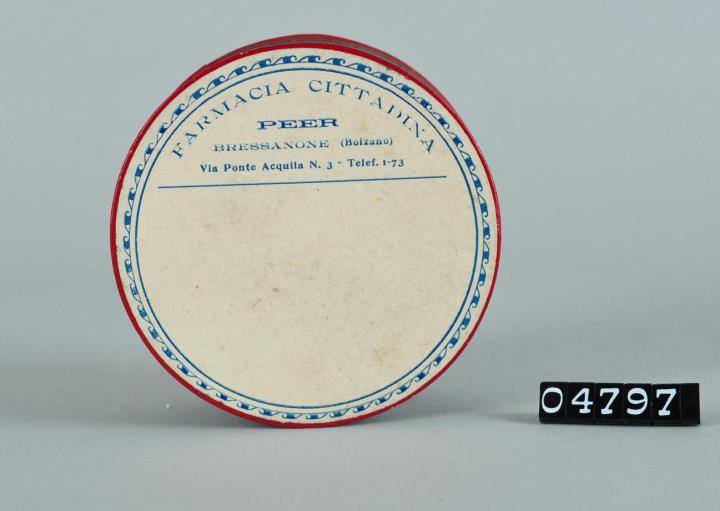 FARMACIA CITTADINA
PEER
BRESSANONE (Bolzano)
Via Ponte Acquila N. 3 - Telef. 1-73
04797